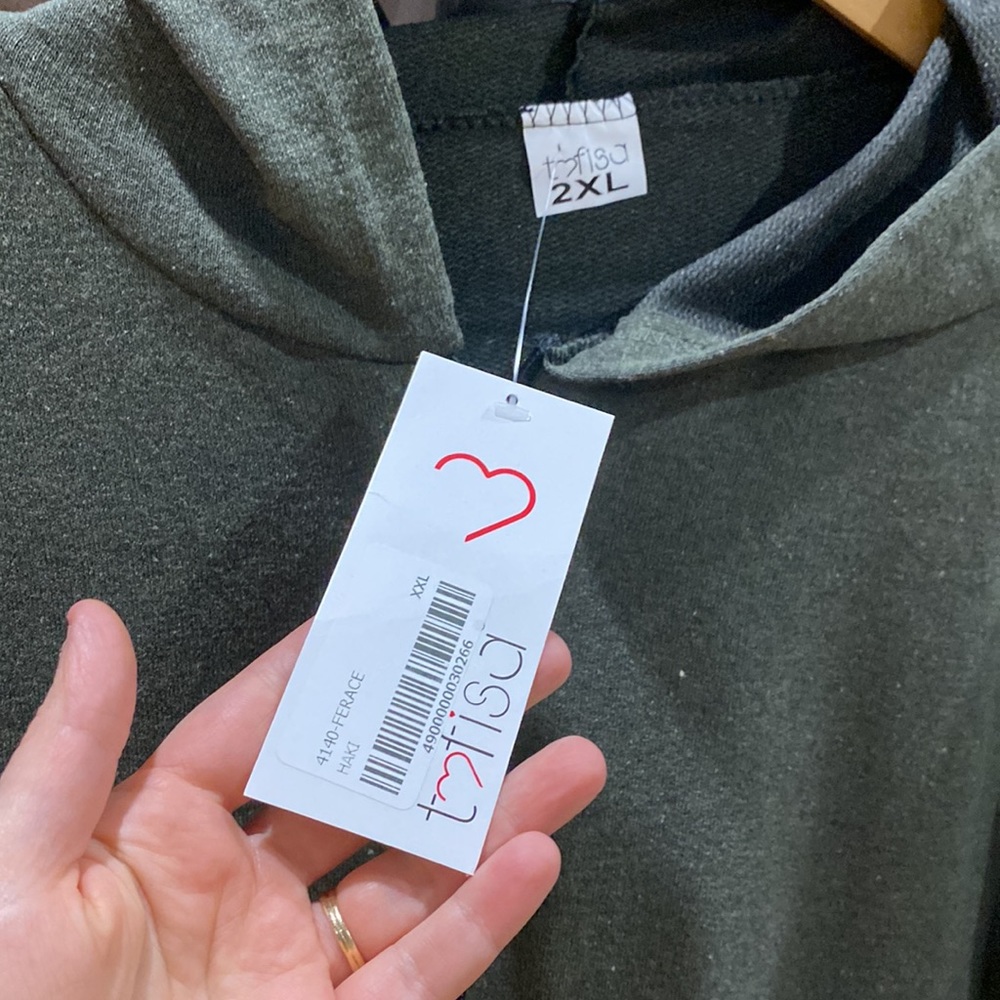 tofisa
2XL
4140-FERACE
HAKI
XXL
4900000030266
tofisa